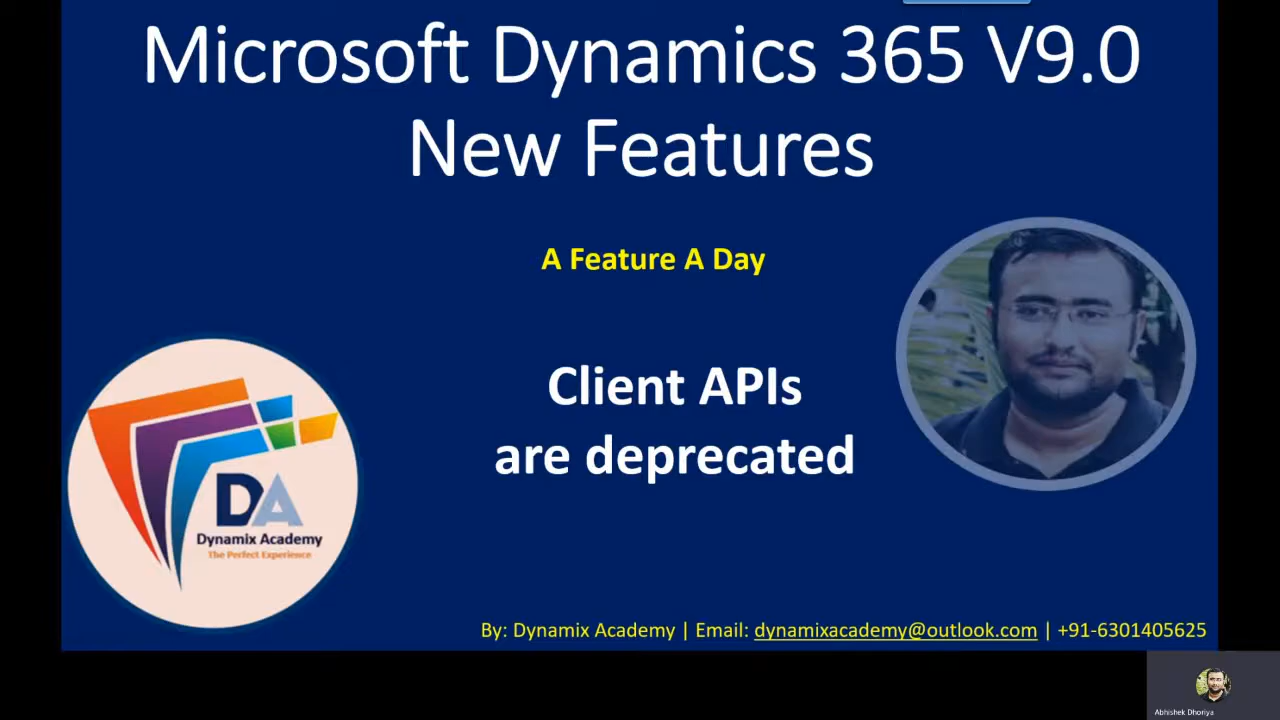 Microsoft Dynamics 365 V9.0
New Features
A Feature A Day
Client APIs
are deprecated
DA
Dynamix Academy
The Perfect Experience
By: Dynamix Academy | Email: dynamixacademy@outlook.com | +91-6301405625
Abhishek Dhoriya